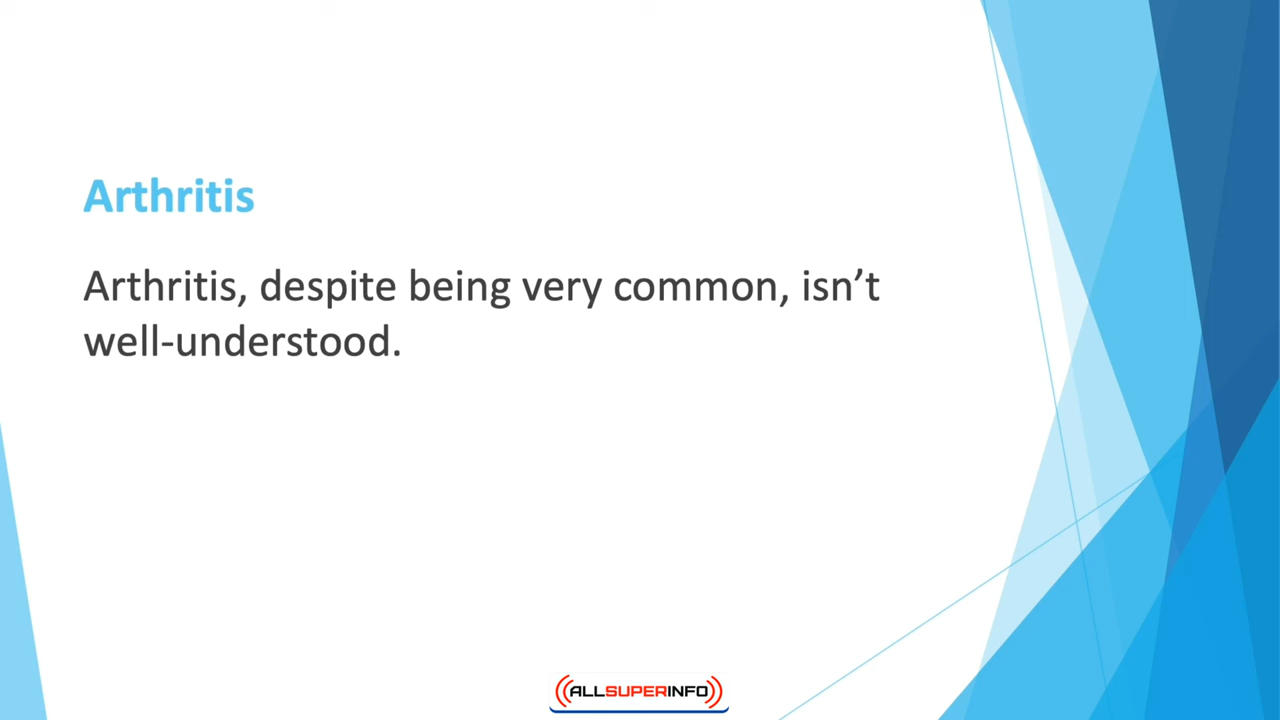 Arthritis
Arthritis, despite being very common, isn’t
well-understood.
ALLSUPERINFO